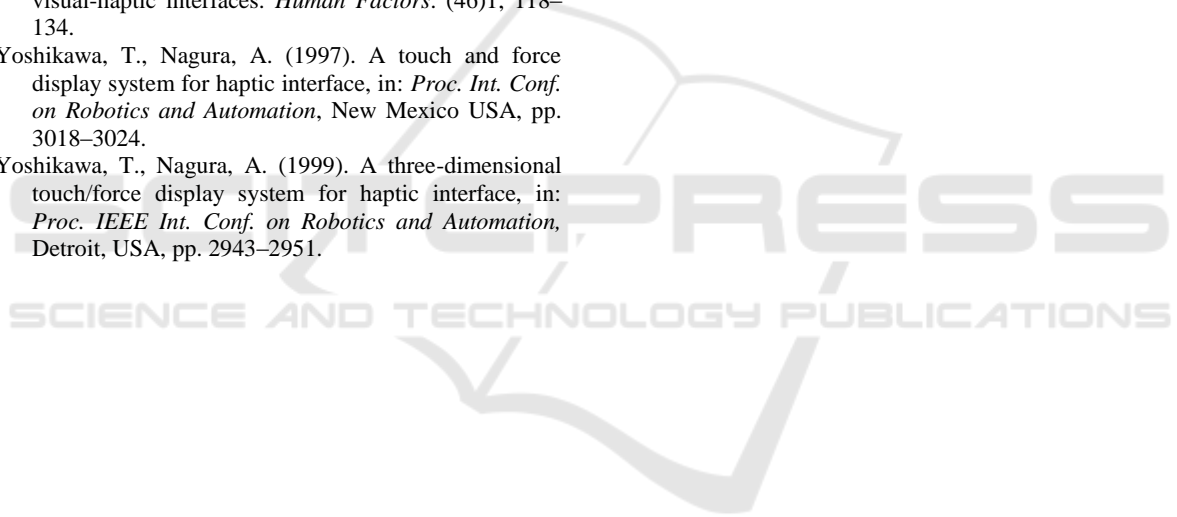 visual-haptic interfaces. Human Factors. (46)1, 118–
134.
Yoshikawa, T., Nagura, A. (1997). A touch and force
display system for haptic interface, in: Proc. Int. Conf.
on Robotics and Automation, New Mexico USA, pp.
3018–3024.
Yoshikawa, T., Nagura, A. (1999). A three-dimensional
touch/force display system for haptic interface, in:
Proc. IEEE Int. Conf. on Robotics and Automation,
Detroit, USA, pp. 2943–2951.
SCITEPRESS
SCIENCE AND TECHNOLOGY PUBLICATIONS